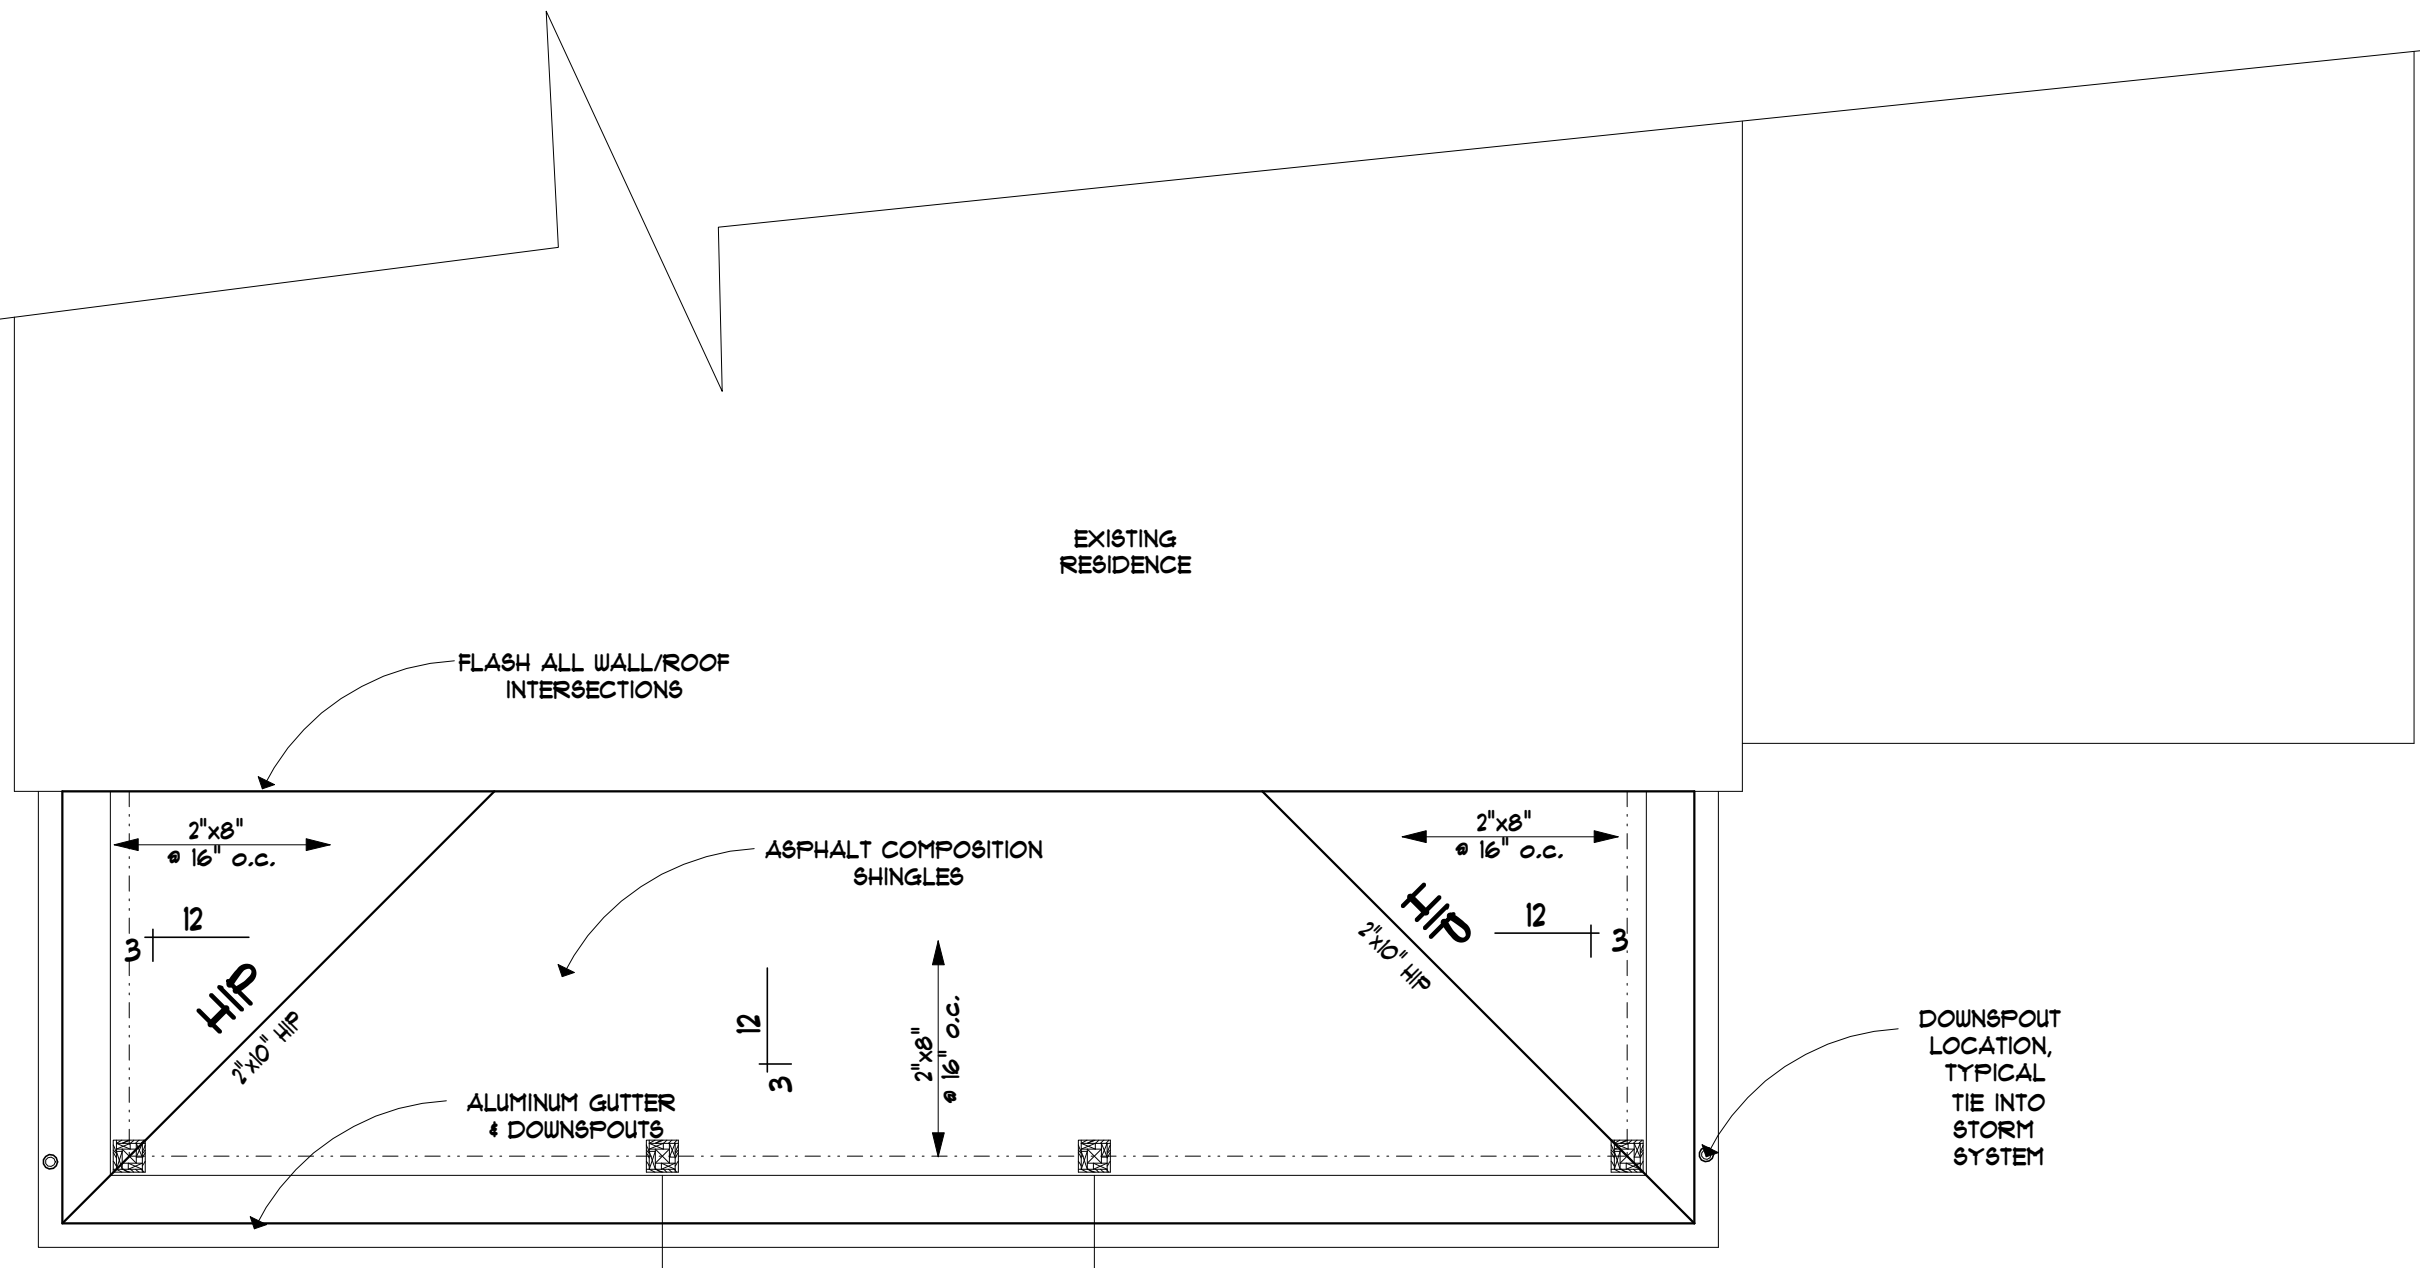 EXISTING
RESIDENCE
FLASH ALL WALL/ROOF
INTERSECTIONS
2"x8"
@ 16" O.C.
12
3
HIP
2"x10" HIP
ASPHALT COMPOSITION
SHINGLES
12
3
2"x8"
@ 16" O.C.
2"x8"
@ 16" O.C.
12
3
HIP
2"x10" HIP
ALUMINUM GUTTER
& DOWNSPOUTS
DOWNSPOUT
LOCATION,
TYPICAL
TIE INTO
STORM
SYSTEM